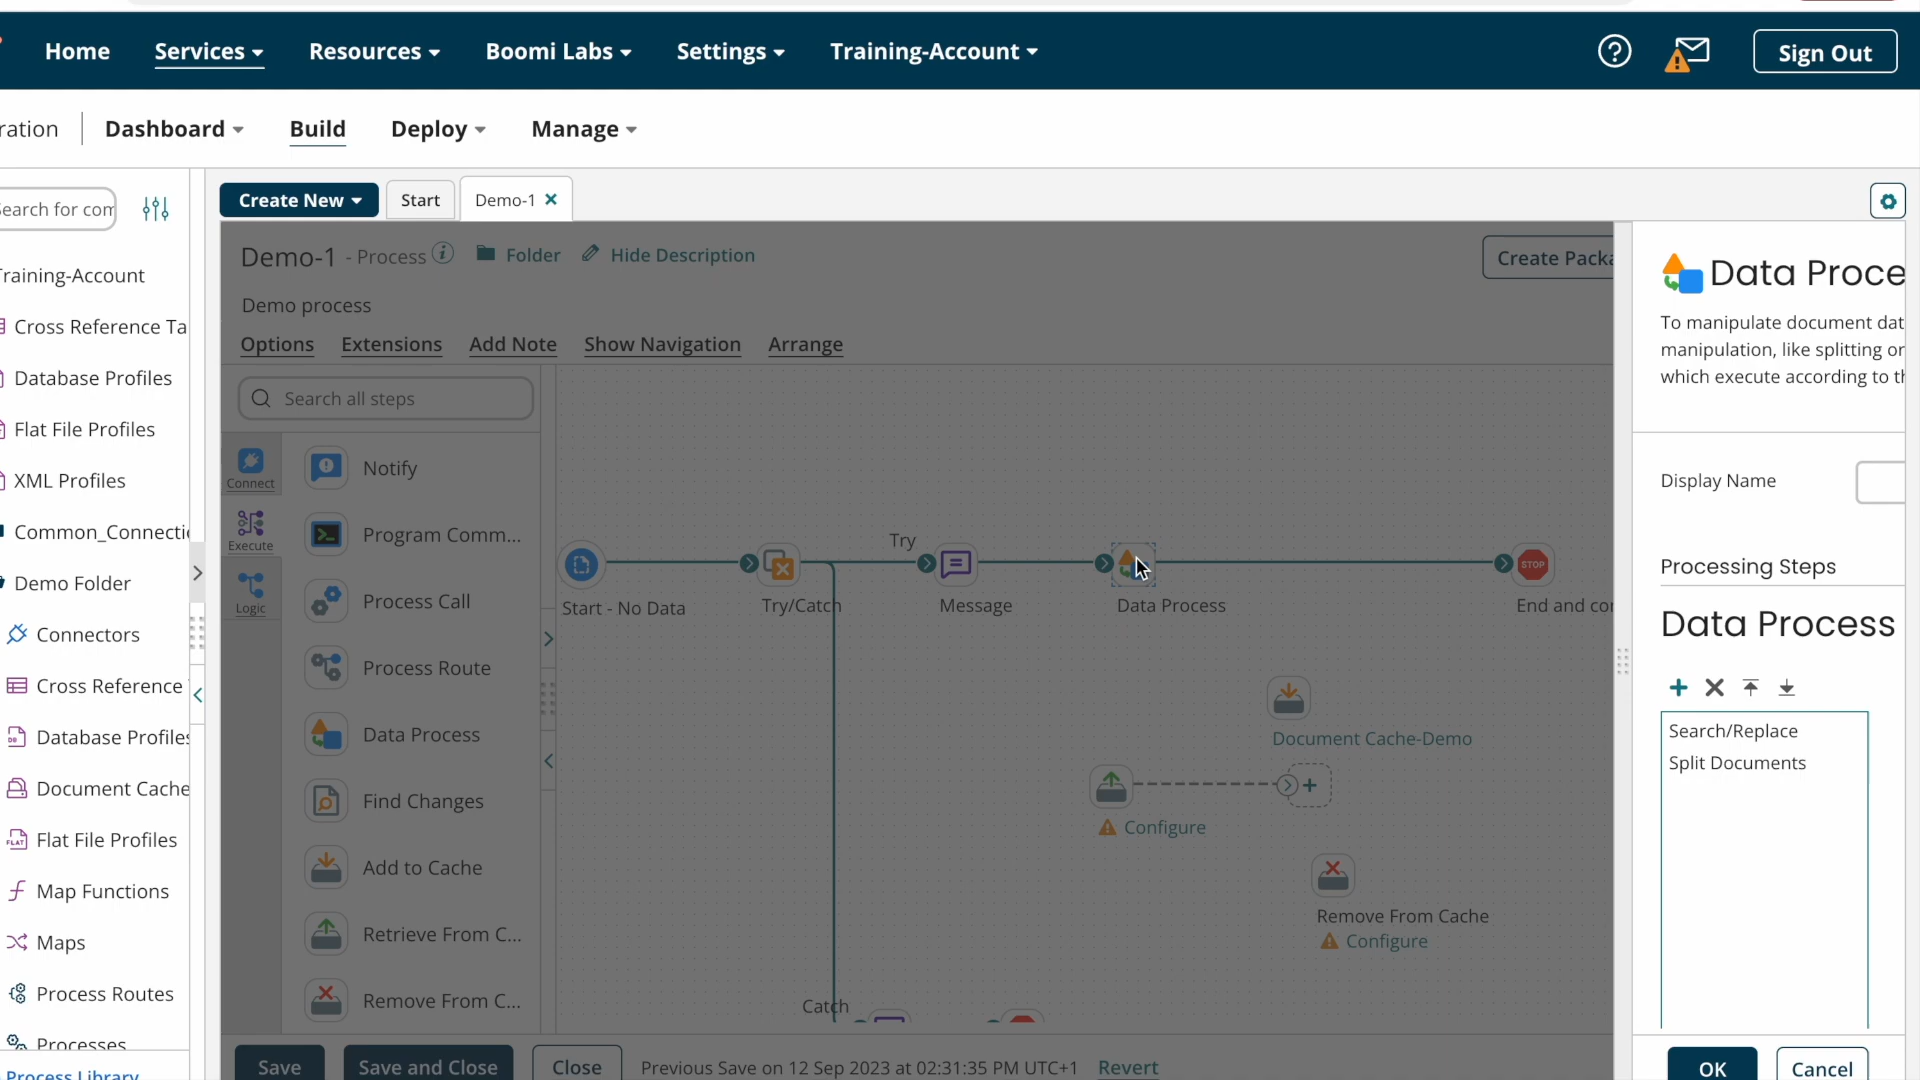 Home
Services
Resources
Boomi Labs
Settings
Training-Account
Sign Out
ration
Dashboard
Build
Deploy
Manage
Search for com
Create New
Start
Demo-1
Training-Account
Cross Reference Ta
Database Profiles
Flat File Profiles
XML Profiles
Common_Connecti
Demo Folder
Connectors
Cross Reference
Database Profiles
Document Cache
Flat File Profiles
Map Functions
Maps
Process Routes
Processes
Process Library
Demo-1 - Process
Folder
Hide Description
Create Packa
Demo process
Options
Extensions
Add Note
Show Navigation
Arrange
Search all steps
Connect
Execute
Logic
Notify
Program Comm...
Process Call
Process Route
Data Process
Find Changes
Add to Cache
Retrieve From C...
Remove From C...
Start - No Data
Try/Catch
Try
Message
Data Process
STOP
End and con
Document Cache-Demo
Configure
Remove From Cache
Configure
Catch
Save
Save and Close
Close
Previous Save on 12 Sep 2023 at 02:31:35 PM UTC+1
Revert
Data Proce
To manipulate document dat
manipulation, like splitting or
which execute according to th
Display Name
Processing Steps
Data Process
Search/Replace
Split Documents
OK
Cancel